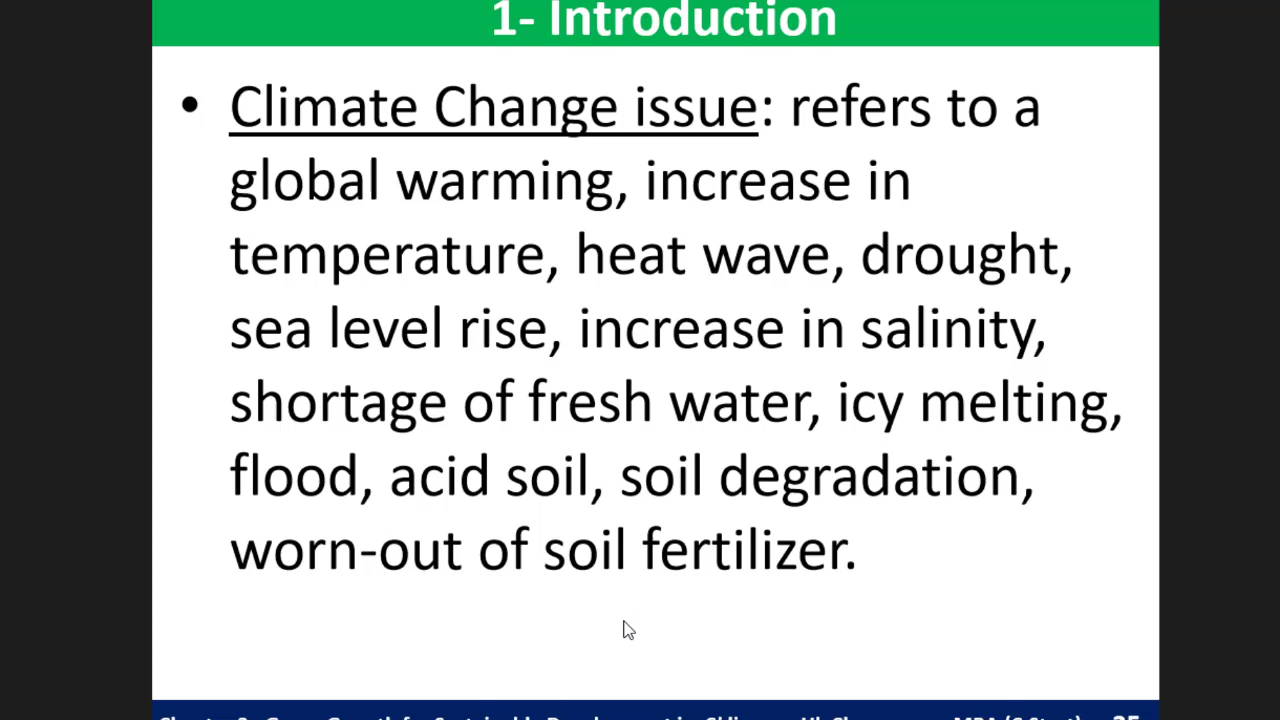 1- Introduction
• Climate Change issue: refers to a
global warming, increase in
temperature, heat wave, drought,
sea level rise, increase in salinity,
shortage of fresh water, icy melting,
flood, acid soil, soil degradation,
worn-out of soil fertilizer.